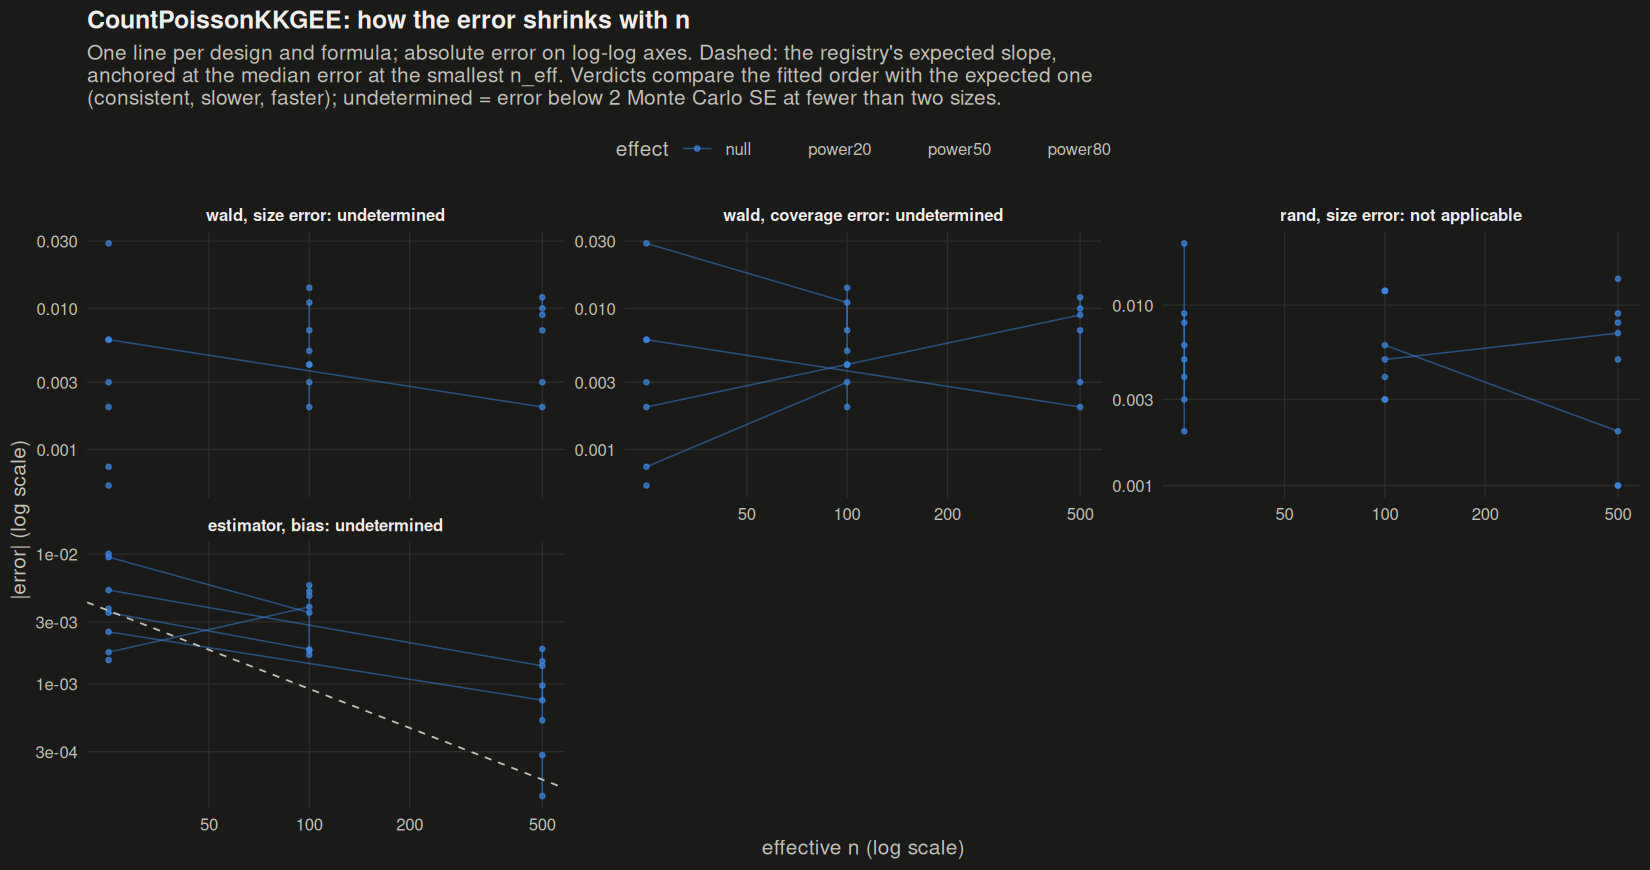 CountPoissonKKGEE: how the error shrinks with n
One line per design and formula; absolute error on log-log axes. Dashed: the registry's expected slope,
anchored at the median error at the smallest n_eff. Verdicts compare the fitted order with the expected one
(consistent, slower, faster); undetermined = error below 2 Monte Carlo SE at fewer than two sizes.
effect null power20 power50 power80
wald, size error: undetermined
0.030
0.010
0.003
0.001
wald, coverage error: undetermined
0.030
0.010
0.003
0.001
50 100 200 500
rand, size error: not applicable
0.010
0.003
0.001
50 100 200 500
estimator, bias: undetermined
1e-02
3e-03
1e-03
3e-04
50 100 200 500
|error| (log scale)
effective n (log scale)